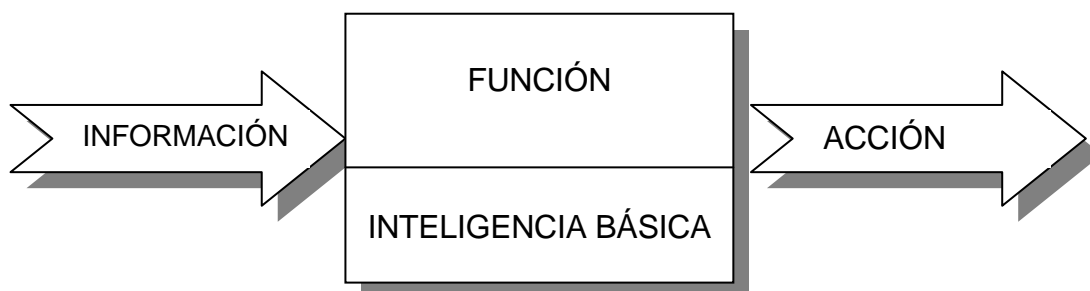 INFORMACIÓN
FUNCIÓN
INTELIGENCIA BÁSICA
ACCIÓN